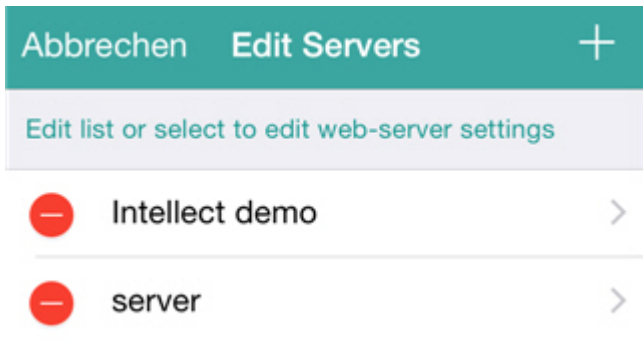 Abbrechen Edit Servers +
Edit list or select to edit web-server settings
Intellect demo
server